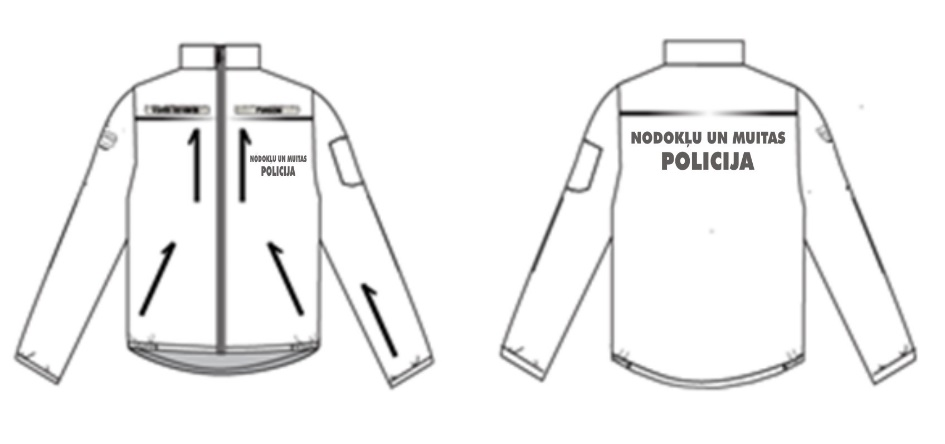 NODOKĻU UN MUITAS
POLICIJA
NODOKĻU UN MUITAS
POLICIJA